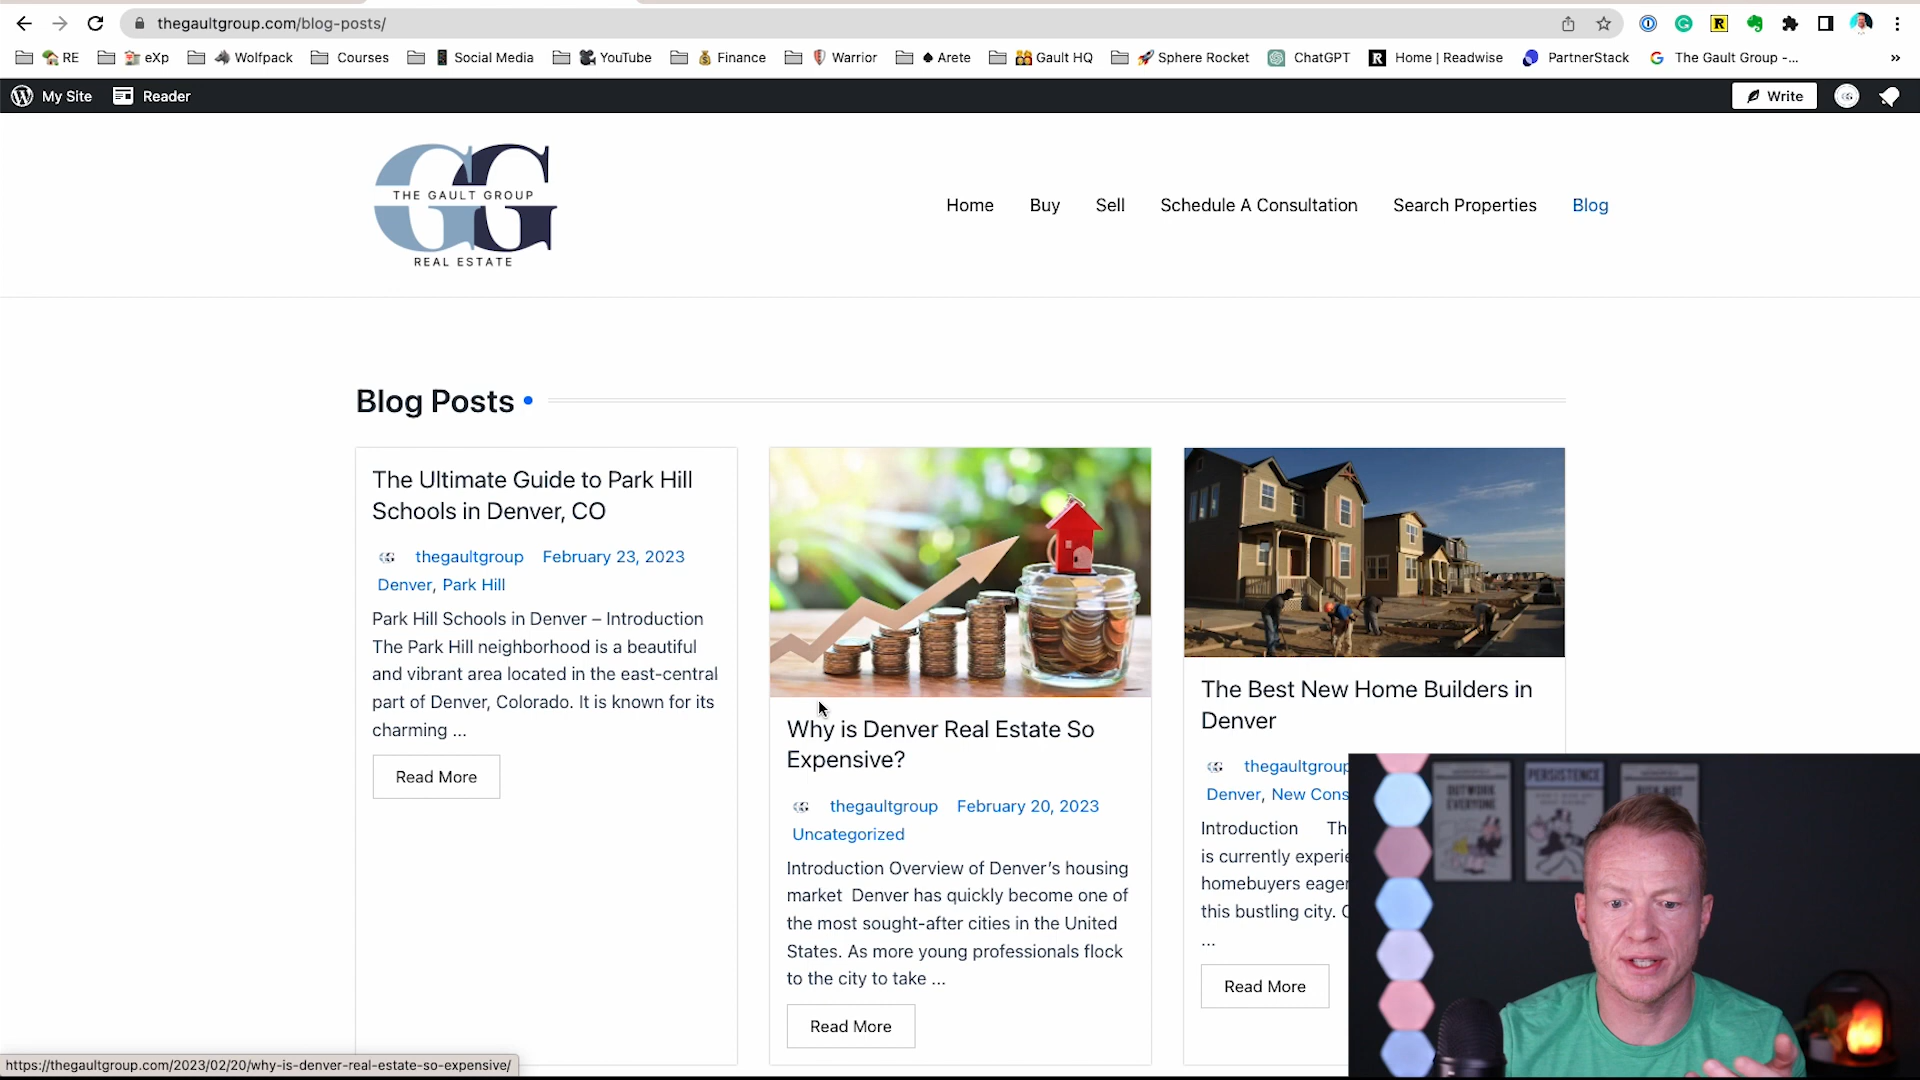 thegaultgroup.com/blog-posts/
RE eXp Wolfpack Courses Social Media YouTube Finance Warrior Arete Gault HQ Sphere Rocket ChatGPT Home | Readwise PartnerStack The Gault Group -... »
My Site Reader Write
THE GAULT GROUP
REAL ESTATE
Home Buy Sell Schedule A Consultation Search Properties Blog
Blog Posts
The Ultimate Guide to Park Hill
Schools in Denver, CO
thegaultgroup February 23, 2023
Denver, Park Hill
Park Hill Schools in Denver – Introduction
The Park Hill neighborhood is a beautiful
and vibrant area located in the east-central
part of Denver, Colorado. It is known for its
charming ...
Read More
Why is Denver Real Estate So
Expensive?
thegaultgroup February 20, 2023
Uncategorized
Introduction Overview of Denver’s housing
market Denver has quickly become one of
the most sought-after cities in the United
States. As more young professionals flock
to the city to take ...
Read More
The Best New Home Builders in
Denver
thegaultgroup
Denver, New Cons
Introduction Th
is currently experie
homebuyers eager
this bustling city. C
...
Read More
OUTWORK
EVERYONE
PERSISTENCE
https://thegaultgroup.com/2023/02/20/why-is-denver-real-estate-so-expensive/